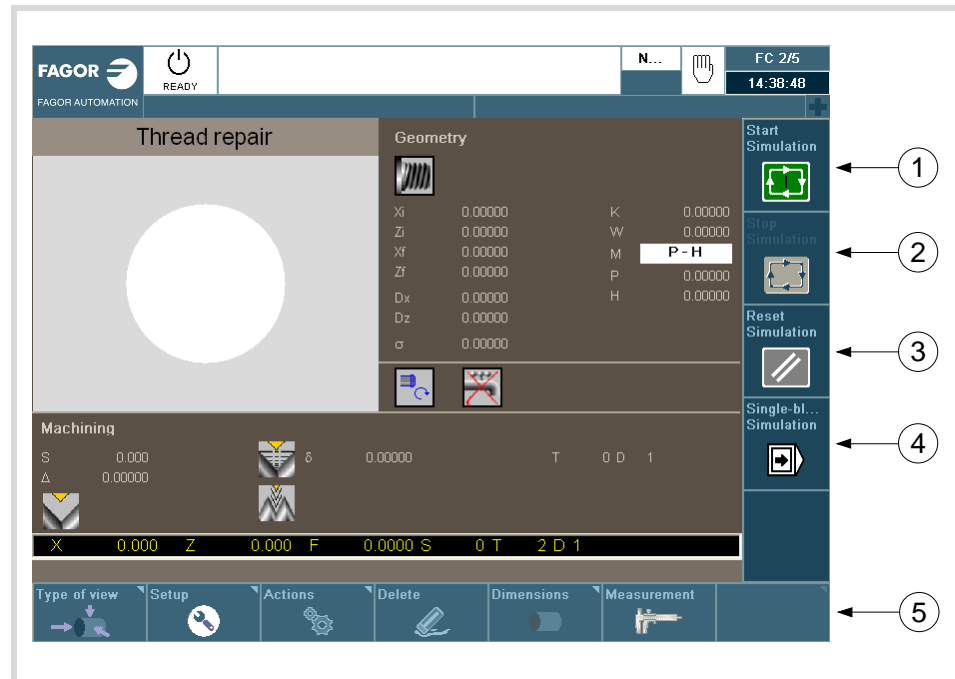 FAGOR
READY
N...
FC 2/5
14:38:48
FAGOR AUTOMATION
Thread repair
Geometry
Xi 0.00000 K 0.00000
Zi 0.00000 W 0.00000
Xf 0.00000 M P - H
Zf 0.00000 P 0.00000
Dx 0.00000 H 0.00000
Dz 0.00000
σ 0.00000
Machining
S 0.000 δ 0.00000 T 0 D 1
Δ 0.00000
X 0.000 Z 0.000 F 0.0000 S 0 T 2 D 1
Start
Simulation
1
Stop
Simulation
2
Reset
Simulation
3
Single-bl...
Simulation
4
Type of view Setup Actions Delete Dimensions Measurement
5